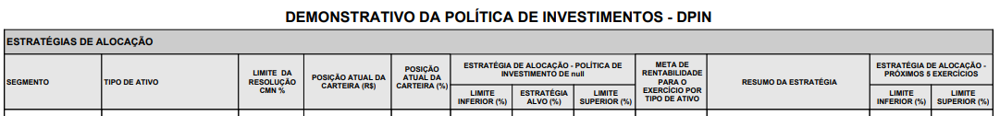 DEMONSTRATIVO DA POLÍTICA DE INVESTIMENTOS - DPIN
ESTRATÉGIAS DE ALOCAÇÃO
SEGMENTO
TIPO DE ATIVO
LIMITE DA
RESOLUÇÃO
CMN %
POSIÇÃO ATUAL DA
CARTEIRA (R$)
POSIÇÃO
ATUAL DA
CARTEIRA (%)
ESTRATÉGIA DE ALOCAÇÃO - POLÍTICA DE
INVESTIMENTO DE null
LIMITE
INFERIOR (%)
ESTRATÉGIA
ALVO (%)
LIMITE
SUPERIOR (%)
META DE
RENTABILIDADE
PARA O
EXERCÍCIO POR
TIPO DE ATIVO
RESUMO DA ESTRATÉGIA
ESTRATÉGIA DE ALOCAÇÃO -
PRÓXIMOS 5 EXERCÍCIOS
LIMITE
INFERIOR (%)
LIMITE
SUPERIOR (%)